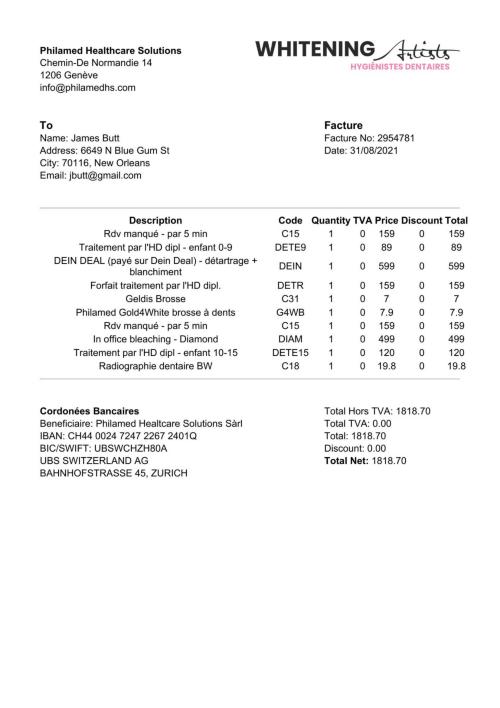 WHITENING Artists
HYGIÉNISTES DENTAIRES
Philamed Healthcare Solutions
Chemin-De Normandie 14
1206 Genève
info@philamedhs.com
To
Name: James Butt
Address: 6649 N Blue Gum St
City: 70116, New Orleans
Email: jbutt@gmail.com
Facture
Facture No: 2954781
Date: 31/08/2021
Description Code Quantity TVA Price Discount Total
Rdv manqué - par 5 min C15 1 0 159 0 159
Traitement par l'HD dipl - enfant 0-9 DETE9 1 0 89 0 89
DEIN DEAL (payé sur Dein Deal) - détartrage +
blanchiment DEIN 1 0 599 0 599
Forfait traitement par l'HD dipl. DETR 1 0 159 0 159
Geldis Brosse C31 1 0 7 0 7
Philamed Gold4White brosse à dents G4WB 1 0 7.9 0 7.9
Rdv manqué - par 5 min C15 1 0 159 0 159
In office bleaching - Diamond DIAM 1 0 499 0 499
Traitement par l'HD dipl - enfant 10-15 DETE15 1 0 120 0 120
Radiographie dentaire BW C18 1 0 19.8 0 19.8
Cordonées Bancaires
Beneficiaire: Philamed Healtcare Solutions Sàrl
IBAN: CH44 0024 7247 2267 2401Q
BIC/SWIFT: UBSWCHZH80A
UBS SWITZERLAND AG
BAHNHOFSTRASSE 45, ZURICH
Total Hors TVA: 1818.70
Total TVA: 0.00
Total: 1818.70
Discount: 0.00
Total Net: 1818.70